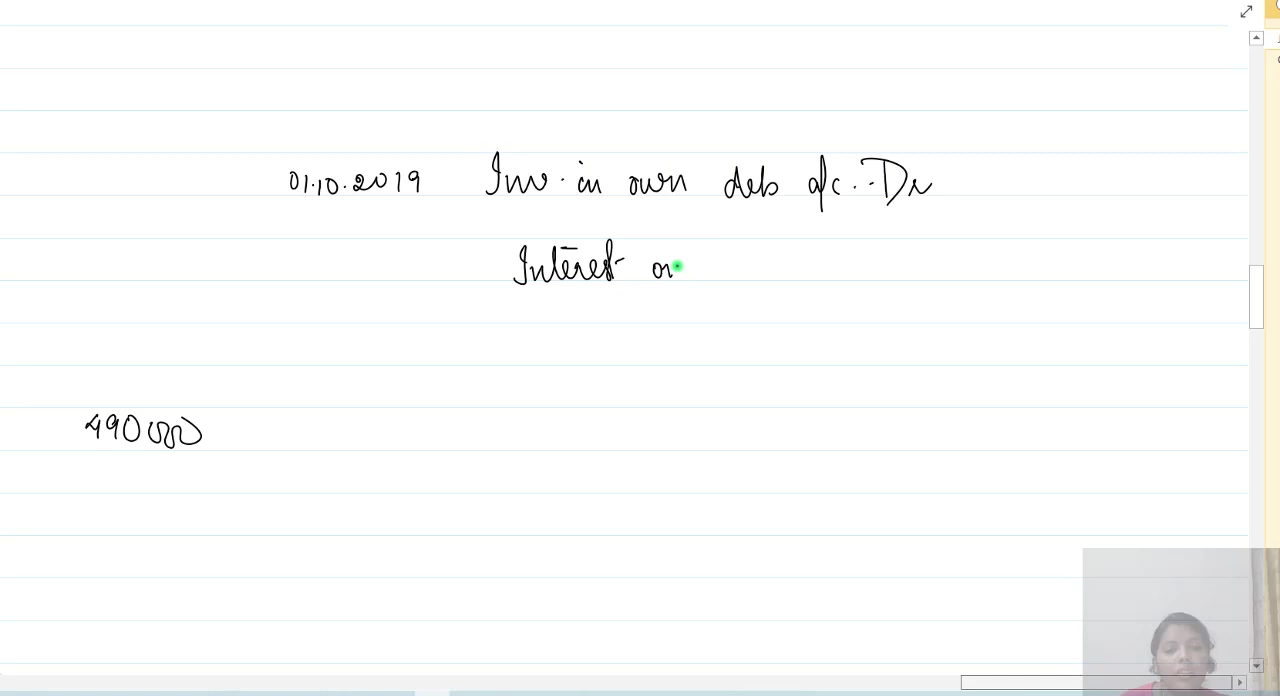 01.10.2019 Inv. in own deb a/c. .. Dr
Interest on
490000